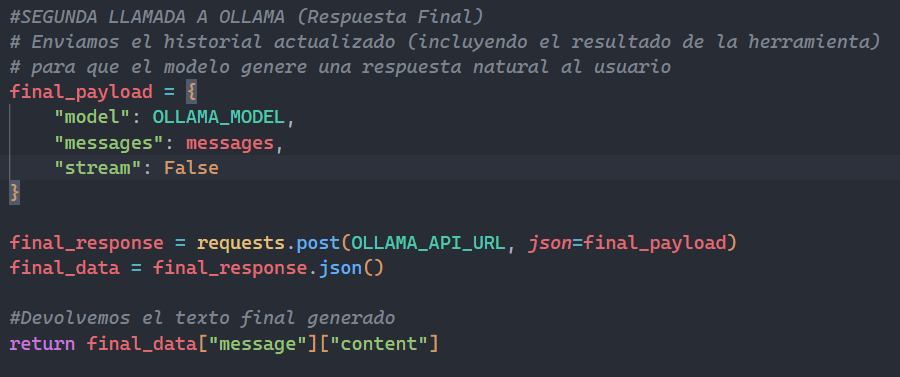 #SEGUNDA LLAMADA A OLLAMA (Respuesta Final)
# Enviamos el historial actualizado (incluyendo el resultado de la herramienta)
# para que el modelo genere una respuesta natural al usuario
final_payload = {
    "model": OLLAMA_MODEL,
    "messages": messages,
    "stream": False
}

final_response = requests.post(OLLAMA_API_URL, json=final_payload)
final_data = final_response.json()

#Devolvemos el texto final generado
return final_data["message"]["content"]